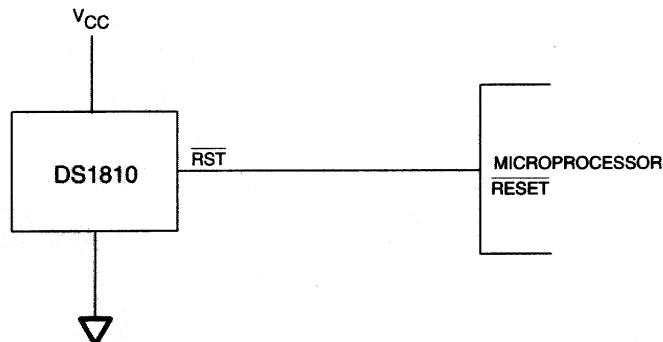 VCC
DS1810
RST
MICROPROCESSOR
RESET